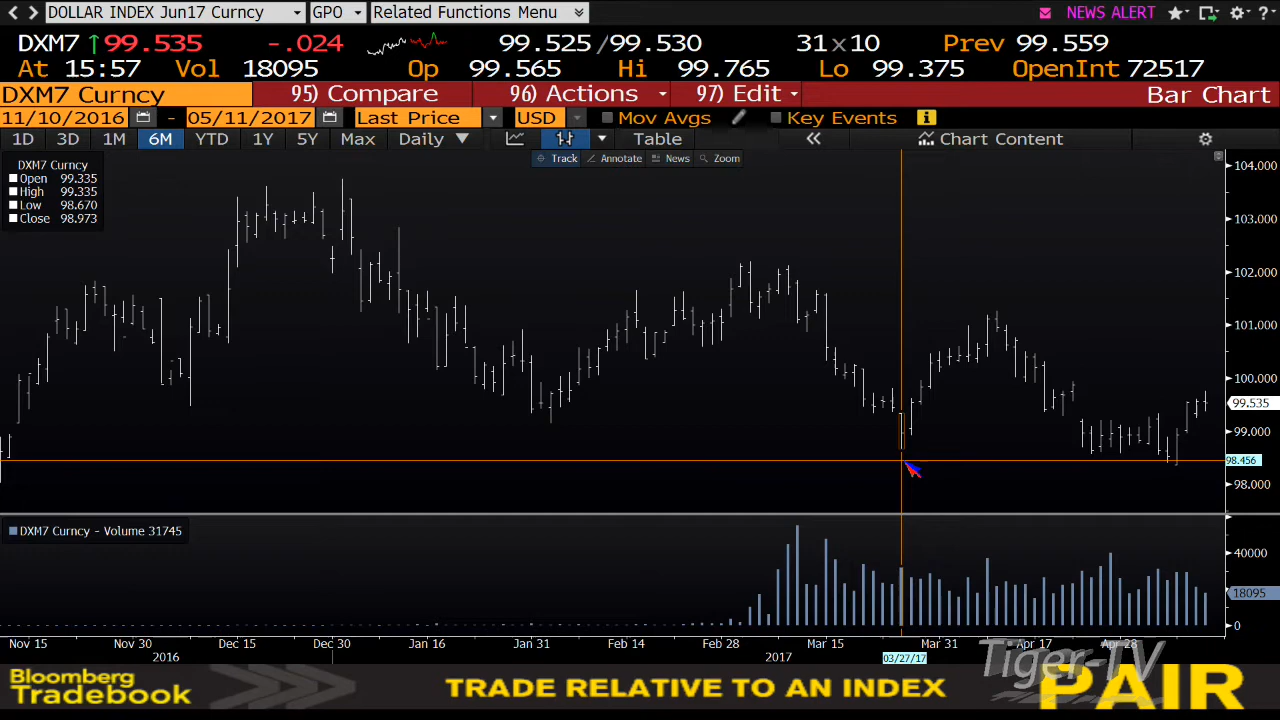 DOLLAR INDEX Jun17 Curncy GPO Related Functions Menu NEWS ALERT
DXM7 ↑99.535 -.024 99.525/99.530 31x10 Prev 99.559
At 15:57 Vol 18095 Op 99.565 Hi 99.765 Lo 99.375 OpenInt 72517
DXM7 Curncy 95) Compare 96) Actions 97) Edit Bar Chart
11/10/2016 - 05/11/2017 Last Price USD Mov Avgs Key Events
1D 3D 1M 6M YTD 1Y 5Y Max Daily ▼ Table « Chart Content
Track Annotate News Zoom
DXM7 Curncy
Open 99.335
High 99.335
Low 98.670
Close 98.973
104.000
103.000
102.000
101.000
100.000
99.535
99.000
98.456
98.000
DXM7 Curncy - Volume 31745
40000
18095
0
Nov 15 Nov 30 Dec 15 Dec 30 Jan 16 Jan 31 Feb 14 Feb 28 Mar 15 Mar 31 Apr 17 Apr 28
2016 2017 03/27/17
Tiger-TV
Bloomberg
Tradebook
TRADE RELATIVE TO AN INDEX
PAIR